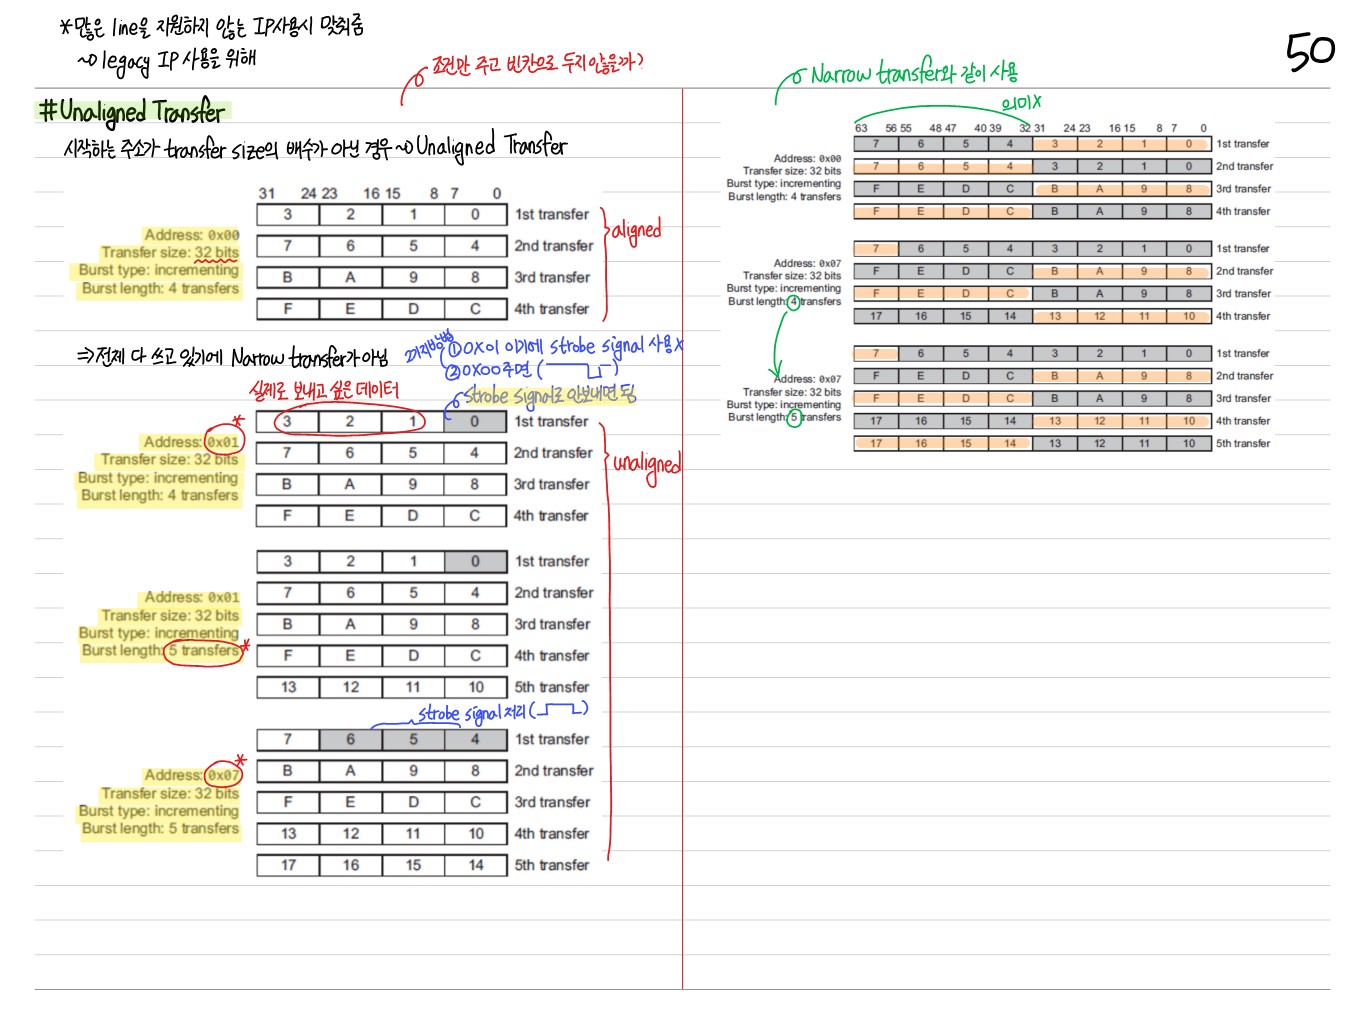 *많은 line을 지원하지 않는 IP사용시 맞춰줌
~> legacy IP 사용을 위해
50
조건만 주고 빈칸으로 두지 않을까?
#Unaligned Transfer
시작하는 주소가 transfer size의 배수가 아닌 경우 ~> Unaligned Transfer
31 24 23 16 15 8 7 0
3 2 1 0 1st transfer
Address: 0x00
Transfer size: 32 bits
Burst type: incrementing
Burst length: 4 transfers
7 6 5 4 2nd transfer
B A 9 8 3rd transfer
F E D C 4th transfer
aligned
⇒ 전체 다 쓰고 있기에 Narrow transfer가 아님
2가지방법
① 0X01 이기에 strobe signal 사용 X
② 0X00 주면 ( )
실제로 보내고 싶은 데이터
strobe signal로 안보내면 됨
3 2 1 0 1st transfer
*
Address: 0x01
Transfer size: 32 bits
Burst type: incrementing
Burst length: 4 transfers
7 6 5 4 2nd transfer
B A 9 8 3rd transfer
F E D C 4th transfer
unaligned
3 2 1 0 1st transfer
Address: 0x01
Transfer size: 32 bits
Burst type: incrementing
Burst length: 5 transfers
*
7 6 5 4 2nd transfer
B A 9 8 3rd transfer
F E D C 4th transfer
13 12 11 10 5th transfer
strobe signal 처리 ( )
7 6 5 4 1st transfer
*
Address: 0x07
Transfer size: 32 bits
Burst type: incrementing
Burst length: 5 transfers
B A 9 8 2nd transfer
F E D C 3rd transfer
13 12 11 10 4th transfer
17 16 15 14 5th transfer
Narrow transfer와 같이 사용
의미X
63 56 55 48 47 40 39 32 31 24 23 16 15 8 7 0
7 6 5 4 3 2 1 0 1st transfer
Address: 0x00
Transfer size: 32 bits
Burst type: incrementing
Burst length: 4 transfers
7 6 5 4 3 2 1 0 2nd transfer
F E D C B A 9 8 3rd transfer
F E D C B A 9 8 4th transfer
7 6 5 4 3 2 1 0 1st transfer
Address: 0x07
Transfer size: 32 bits
Burst type: incrementing
Burst length: 4 transfers
F E D C B A 9 8 2nd transfer
F E D C B A 9 8 3rd transfer
17 16 15 14 13 12 11 10 4th transfer
7 6 5 4 3 2 1 0 1st transfer
Address: 0x07
Transfer size: 32 bits
Burst type: incrementing
Burst length: 5 transfers
F E D C B A 9 8 2nd transfer
F E D C B A 9 8 3rd transfer
17 16 15 14 13 12 11 10 4th transfer
17 16 15 14 13 12 11 10 5th transfer